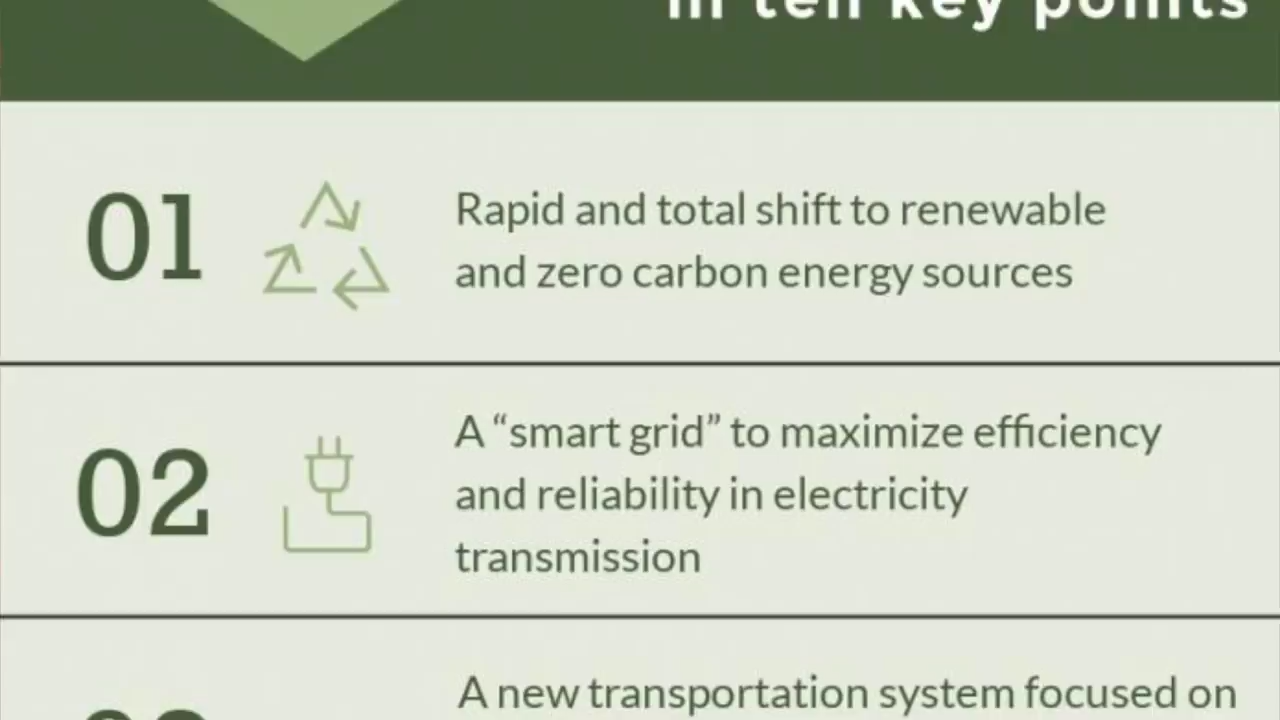 in ten key points
01
Rapid and total shift to renewable
and zero carbon energy sources
02
A “smart grid” to maximize efficiency
and reliability in electricity
transmission
A new transportation system focused on